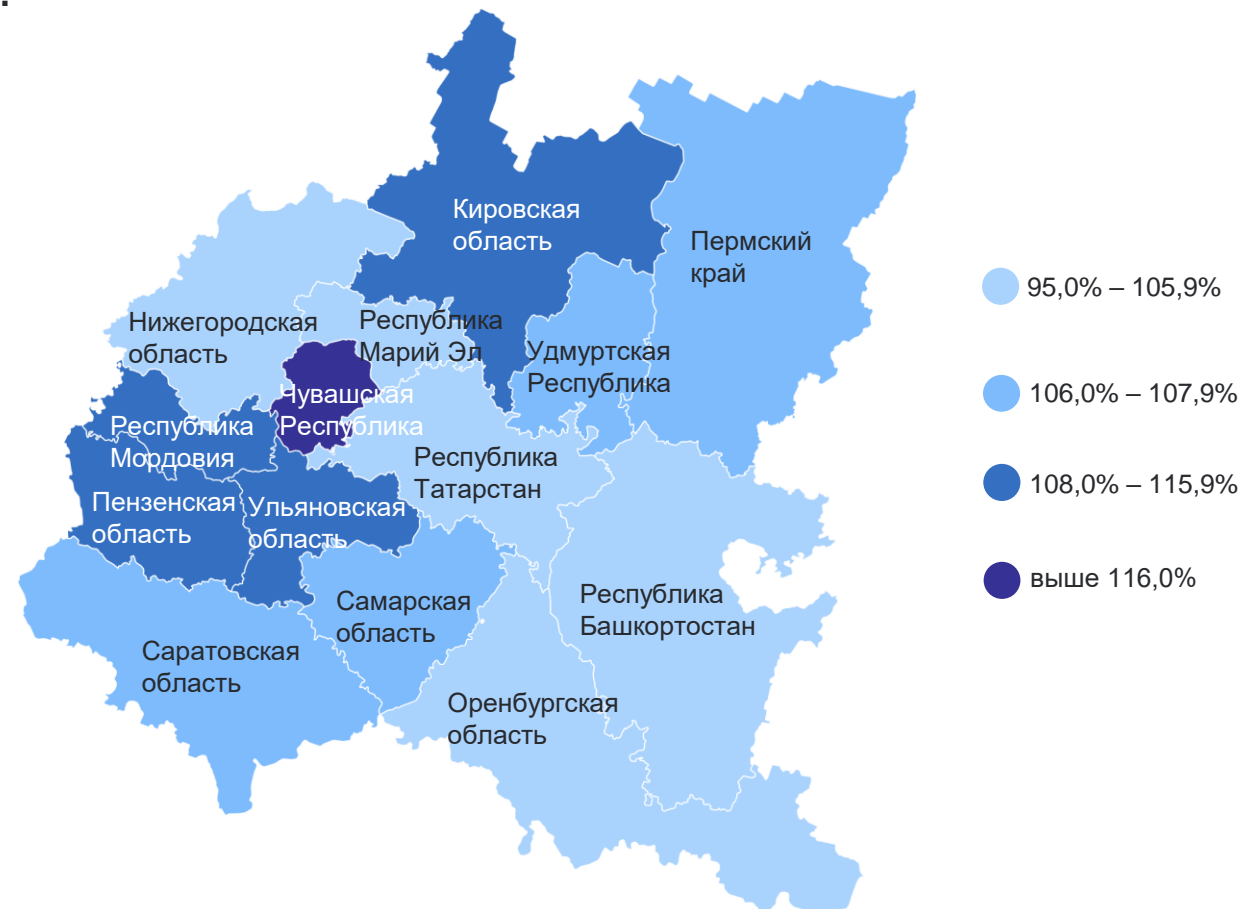 Кировская
область
Пермский
край
Нижегородская
область
Республика
Марий Эл
Удмуртская
Республика
Чувашская
Республика
Республика
Мордовия
Республика
Татарстан
Пензенская
область
Ульяновская
область
Самарская
область
Республика
Башкортостан
Саратовская
область
Оренбургская
область
95,0% – 105,9%
106,0% – 107,9%
108,0% – 115,9%
выше 116,0%